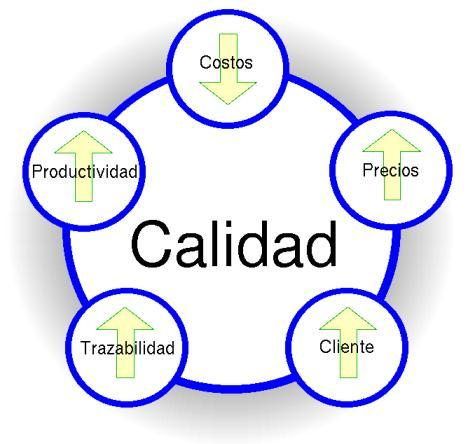 Costos
Productividad
Precios
Calidad
Trazabilidad
Cliente